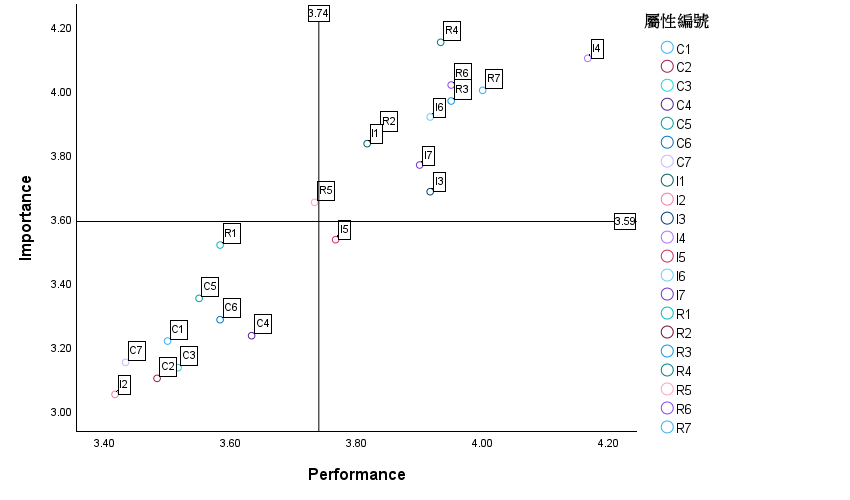 3.74
4.20
4.00
3.80
3.60
3.40
3.20
3.00
Importance
R4
I4
R6
R7
R3
I6
R2
I1
I7
I3
R5
3.59
I5
R1
C5
C6
C4
C1
C7
C3
C2
I2
3.40
3.60
3.80
4.00
4.20
Performance
屬性編號
C1
C2
C3
C4
C5
C6
C7
I1
I2
I3
I4
I5
I6
I7
R1
R2
R3
R4
R5
R6
R7